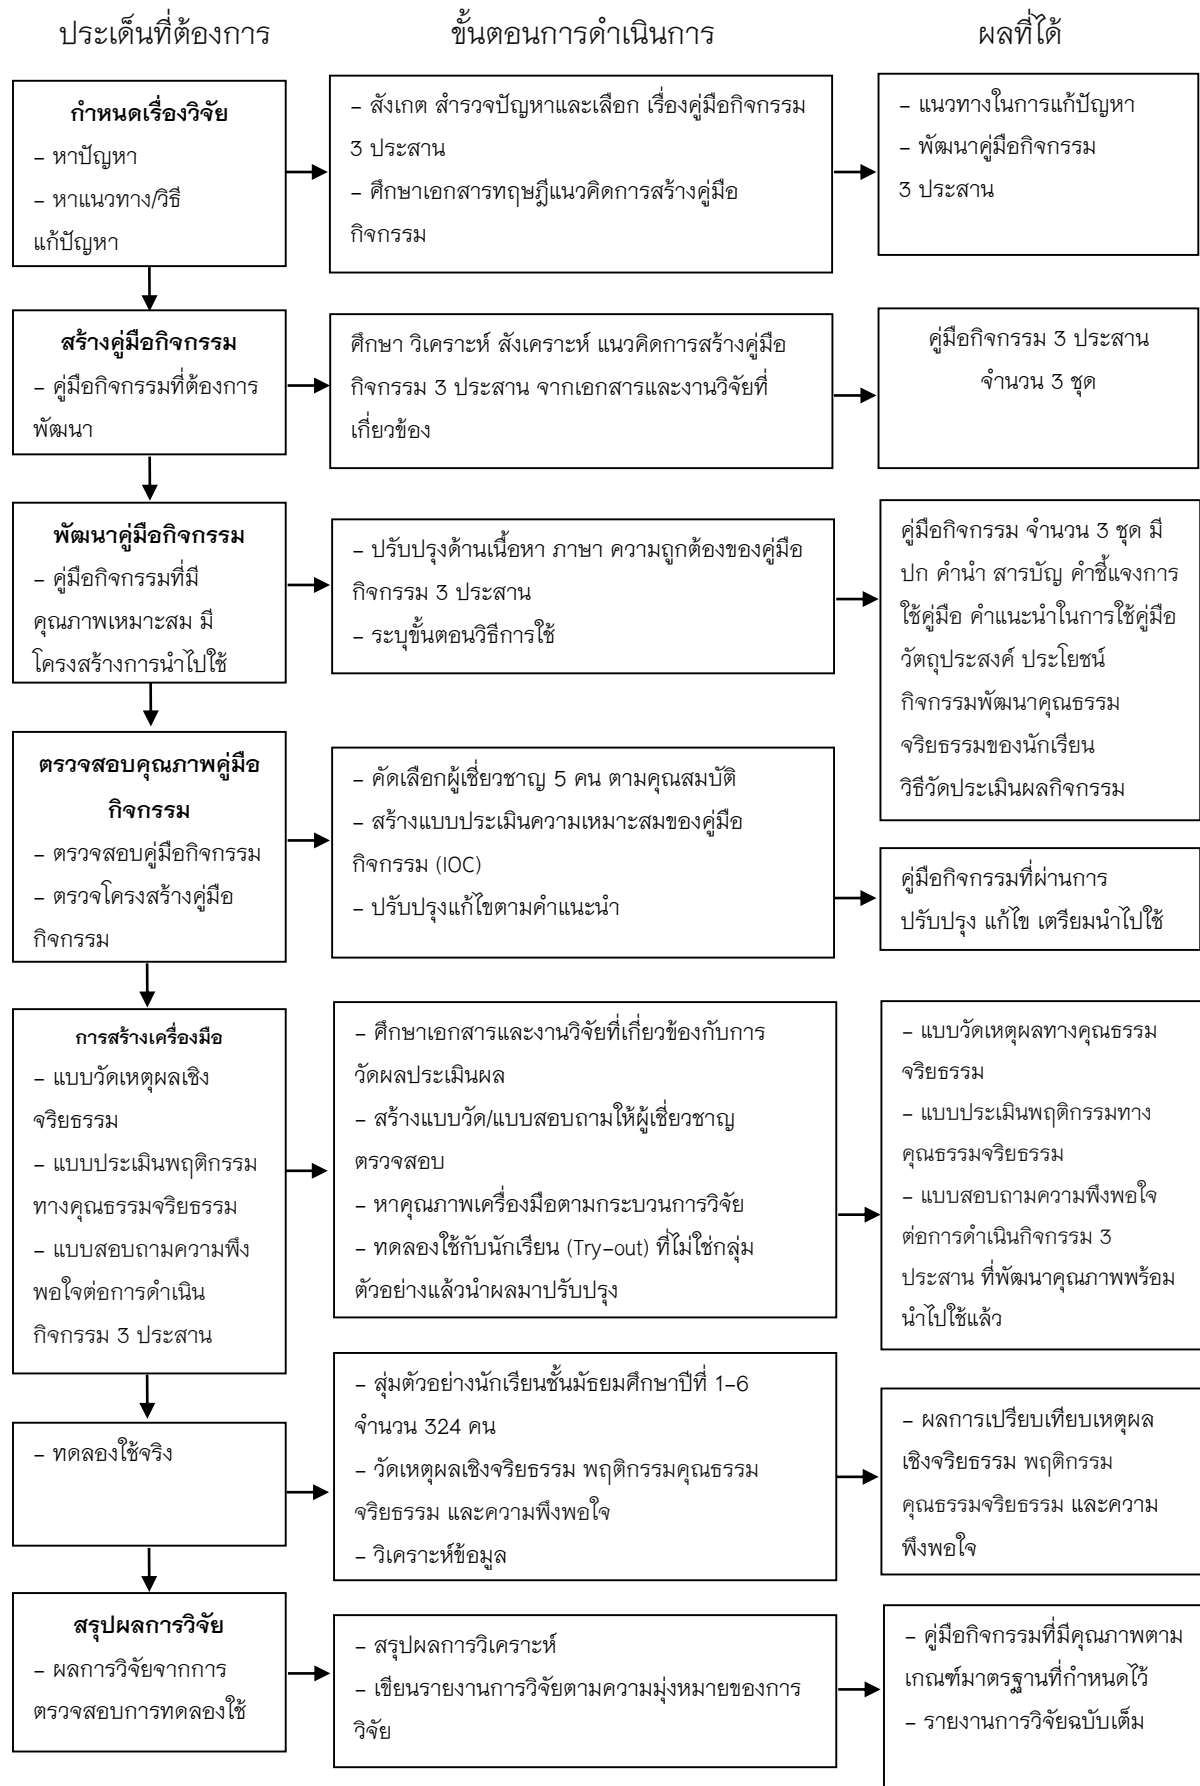 ประเด็นที่ต้องการ
ขั้นตอนการดำเนินการ
ผลที่ได้
กำหนดเรื่องวิจัย
- หาปัญหา
- หาแนวทาง/วิธี
แก้ปัญหา
- สังเกต สำรวจปัญหาและเลือก เรื่องคู่มือกิจกรรม
3 ประสาน
- ศึกษาเอกสารทฤษฎีแนวคิดการสร้างคู่มือ
กิจกรรม
- แนวทางในการแก้ปัญหา
- พัฒนาคู่มือกิจกรรม
3 ประสาน
สร้างคู่มือกิจกรรม
- คู่มือกิจกรรมที่ต้องการ
พัฒนา
ศึกษา วิเคราะห์ สังเคราะห์ แนวคิดการสร้างคู่มือ
กิจกรรม 3 ประสาน จากเอกสารและงานวิจัยที่
เกี่ยวข้อง
คู่มือกิจกรรม 3 ประสาน
จำนวน 3 ชุด
พัฒนาคู่มือกิจกรรม
- คู่มือกิจกรรมที่มี
คุณภาพเหมาะสม มี
โครงสร้างการนำไปใช้
- ปรับปรุงด้านเนื้อหา ภาษา ความถูกต้องของคู่มือ
กิจกรรม 3 ประสาน
- ระบุขั้นตอนวิธีการใช้
คู่มือกิจกรรม จำนวน 3 ชุด มี
ปก คำนำ สารบัญ คำชี้แจงการ
ใช้คู่มือ คำแนะนำในการใช้คู่มือ
วัตถุประสงค์ ประโยชน์
กิจกรรมพัฒนาคุณธรรม
จริยธรรมของนักเรียน
วิธีวัดประเมินผลกิจกรรม
ตรวจสอบคุณภาพคู่มือ
กิจกรรม
- ตรวจสอบคู่มือกิจกรรม
- ตรวจโครงสร้างคู่มือ
กิจกรรม
- คัดเลือกผู้เชี่ยวชาญ 5 คน ตามคุณสมบัติ
- สร้างแบบประเมินความเหมาะสมของคู่มือ
กิจกรรม (IOC)
- ปรับปรุงแก้ไขตามคำแนะนำ
คู่มือกิจกรรมที่ผ่านการ
ปรับปรุง แก้ไข เตรียมนำไปใช้
การสร้างเครื่องมือ
- แบบวัดเหตุผลเชิง
จริยธรรม
- แบบประเมินพฤติกรรม
ทางคุณธรรมจริยธรรม
- แบบสอบถามความพึง
พอใจต่อการดำเนิน
กิจกรรม 3 ประสาน
- ศึกษาเอกสารและงานวิจัยที่เกี่ยวข้องกับการ
วัดผลประเมินผล
- สร้างแบบวัด/แบบสอบถามให้ผู้เชี่ยวชาญ
ตรวจสอบ
- หาคุณภาพเครื่องมือตามกระบวนการวิจัย
- ทดลองใช้กับนักเรียน (Try-out) ที่ไม่ใช่กลุ่ม
ตัวอย่างแล้วนำผลมาปรับปรุง
- แบบวัดเหตุผลทางคุณธรรม
จริยธรรม
- แบบประเมินพฤติกรรมทาง
คุณธรรมจริยธรรม
- แบบสอบถามความพึงพอใจ
ต่อการดำเนินกิจกรรม 3
ประสาน ที่พัฒนาคุณภาพพร้อม
นำไปใช้แล้ว
- ทดลองใช้จริง
- สุ่มตัวอย่างนักเรียนชั้นมัธยมศึกษาปีที่ 1-6
จำนวน 324 คน
- วัดเหตุผลเชิงจริยธรรม พฤติกรรมคุณธรรม
จริยธรรม และความพึงพอใจ
- วิเคราะห์ข้อมูล
- ผลการเปรียบเทียบเหตุผล
เชิงจริยธรรม พฤติกรรม
คุณธรรมจริยธรรม และความ
พึงพอใจ
สรุปผลการวิจัย
- ผลการวิจัยจากการ
ตรวจสอบการทดลองใช้
- สรุปผลการวิเคราะห์
- เขียนรายงานการวิจัยตามความมุ่งหมายของการ
วิจัย
- คู่มือกิจกรรมที่มีคุณภาพตาม
เกณฑ์มาตรฐานที่กำหนดไว้
- รายงานการวิจัยฉบับเต็ม